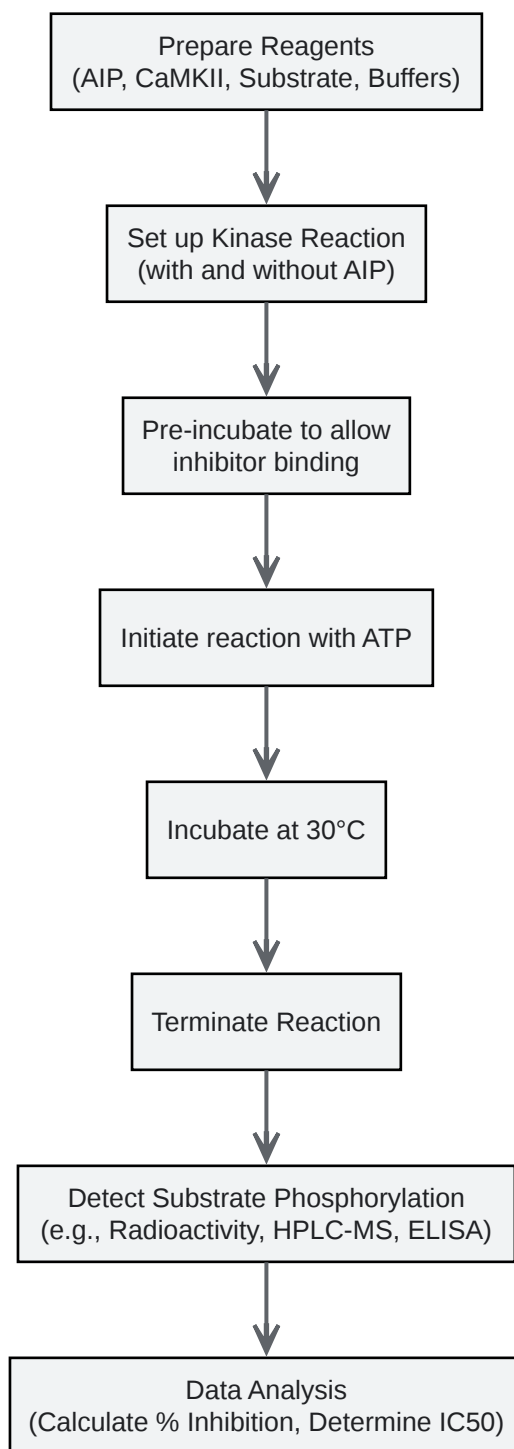 Prepare Reagents
(AIP, CaMKII, Substrate, Buffers)
Set up Kinase Reaction
(with and without AIP)
Pre-incubate to allow
inhibitor binding
Initiate reaction with ATP
Incubate at 30°C
Terminate Reaction
Detect Substrate Phosphorylation
(e.g., Radioactivity, HPLC-MS, ELISA)
Data Analysis
(Calculate % Inhibition, Determine IC50)